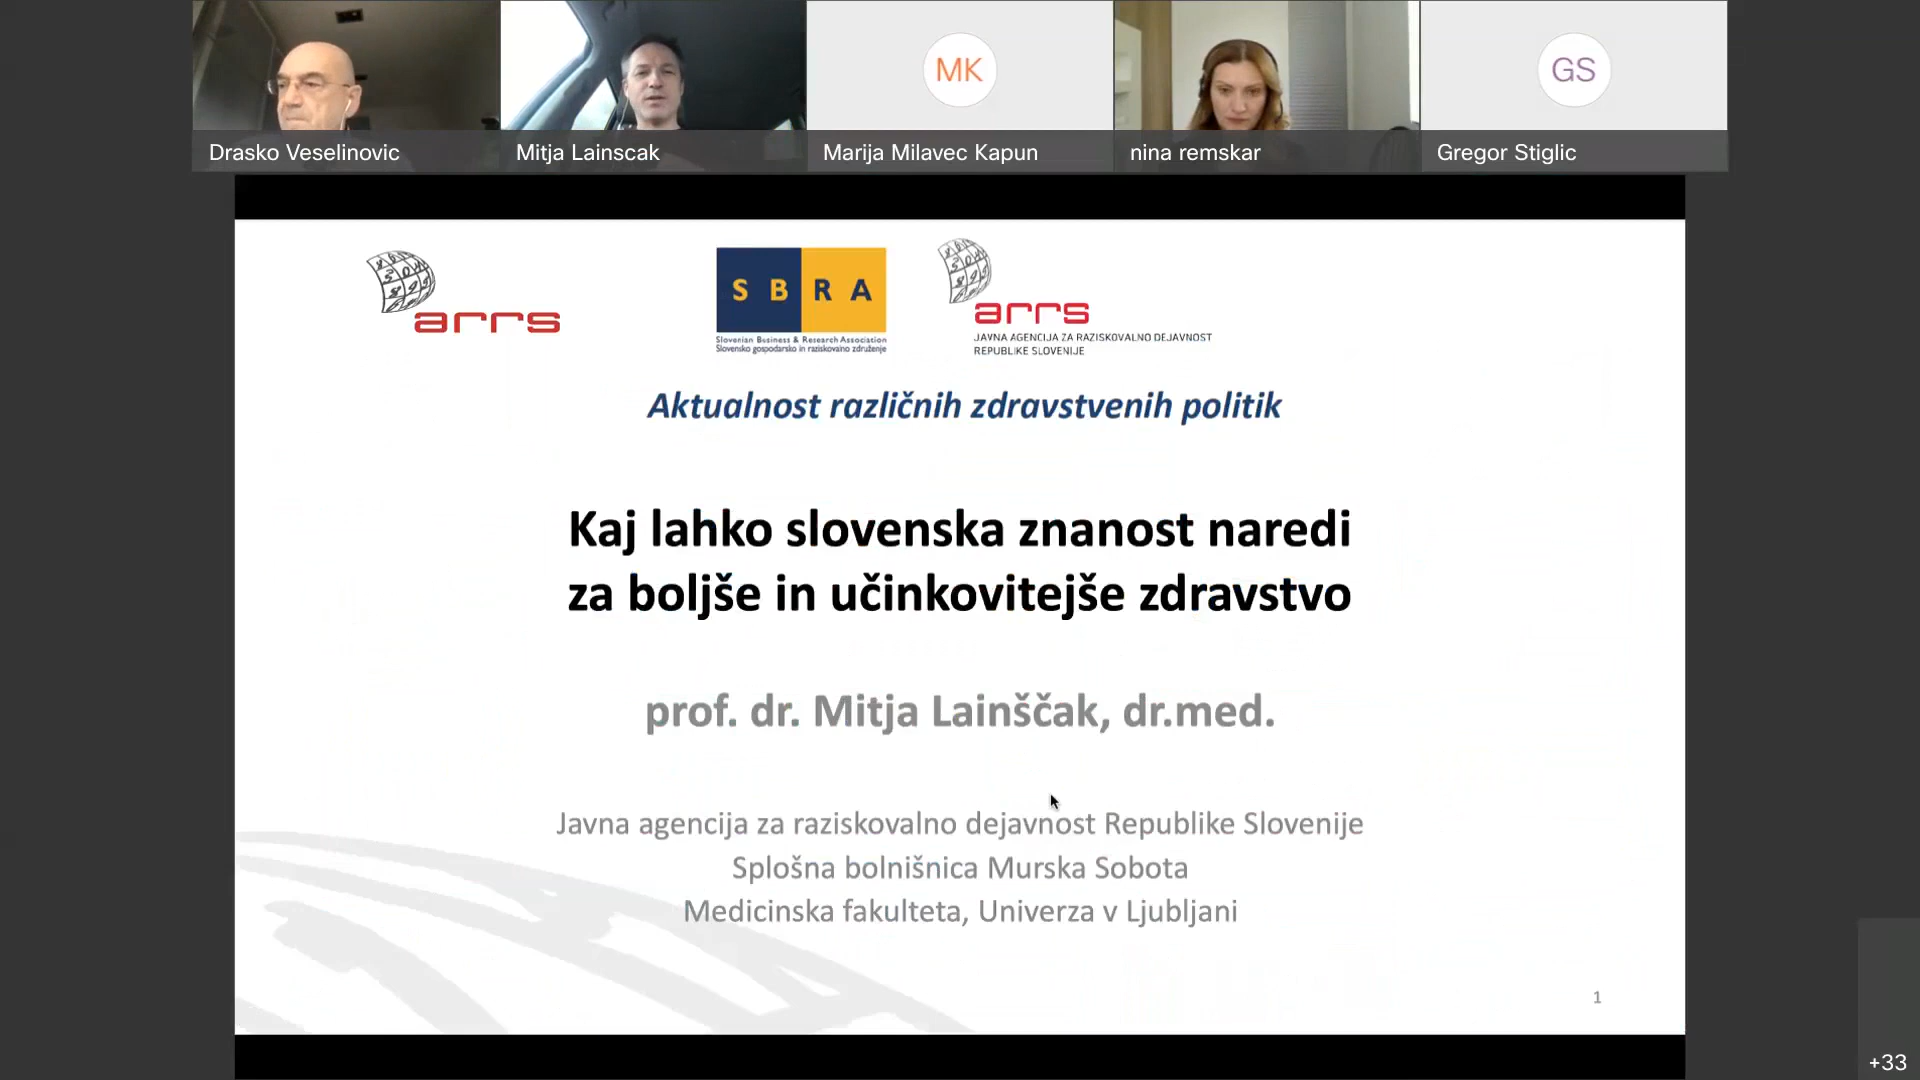 Drasko Veselinovic
Mitja Lainscak
MK
Marija Milavec Kapun
nina remskar
GS
Gregor Stiglic
arrs
S B R A
Slovenian Business & Research Association
Slovensko gospodarsko in raziskovalno združenje
arrs
JAVNA AGENCIJA ZA RAZISKOVALNO DEJAVNOST
REPUBLIKE SLOVENIJE
Aktualnost različnih zdravstvenih politik
Kaj lahko slovenska znanost naredi
za boljše in učinkovitejše zdravstvo
prof. dr. Mitja Lainščak, dr.med.
Javna agencija za raziskovalno dejavnost Republike Slovenije
Splošna bolnišnica Murska Sobota
Medicinska fakulteta, Univerza v Ljubljani
1
+33